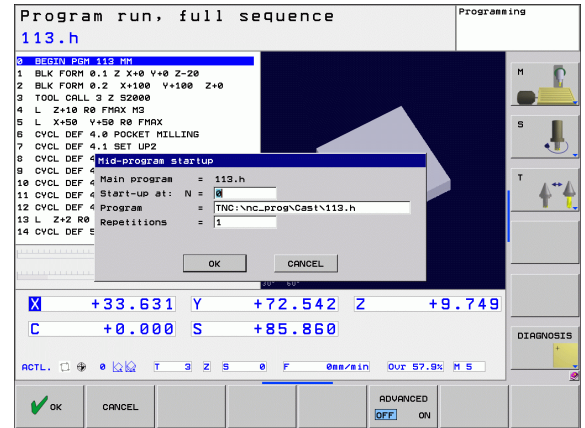 Program run, full sequence
Programming
113.h
0 BEGIN PGM 113 MM
1 BLK FORM 0.1 Z X+0 Y+0 Z-20
2 BLK FORM 0.2 X+100 Y+100 Z+0
3 TOOL CALL 3 Z S2000
4 L Z+10 R0 FMAX M3
5 L X+50 Y+50 R0 FMAX
6 CYCL DEF 4.0 POCKET MILLING
7 CYCL DEF 4.1 SET UP2
8 CYCL DEF 4
9 CYCL DEF 4
10 CYCL DEF 4
11 CYCL DEF 4
12 CYCL DEF 4
13 L Z+2 R0
14 CYCL DEF 5
Mid-program startup
Main program = 113.h
Start-up at: N = 0
Program = TNC:\nc_prog\Cast\113.h
Repetitions = 1
OK CANCEL
30° 60°
M
S
T
X +33.631 Y +72.542 Z +9.749
C +0.000 S +85.860
DIAGNOSIS
ACTL. 0 T 3 Z S 0 F 0mm/min Ovr 57.9% M 5
OK
CANCEL
ADVANCED
OFF ON